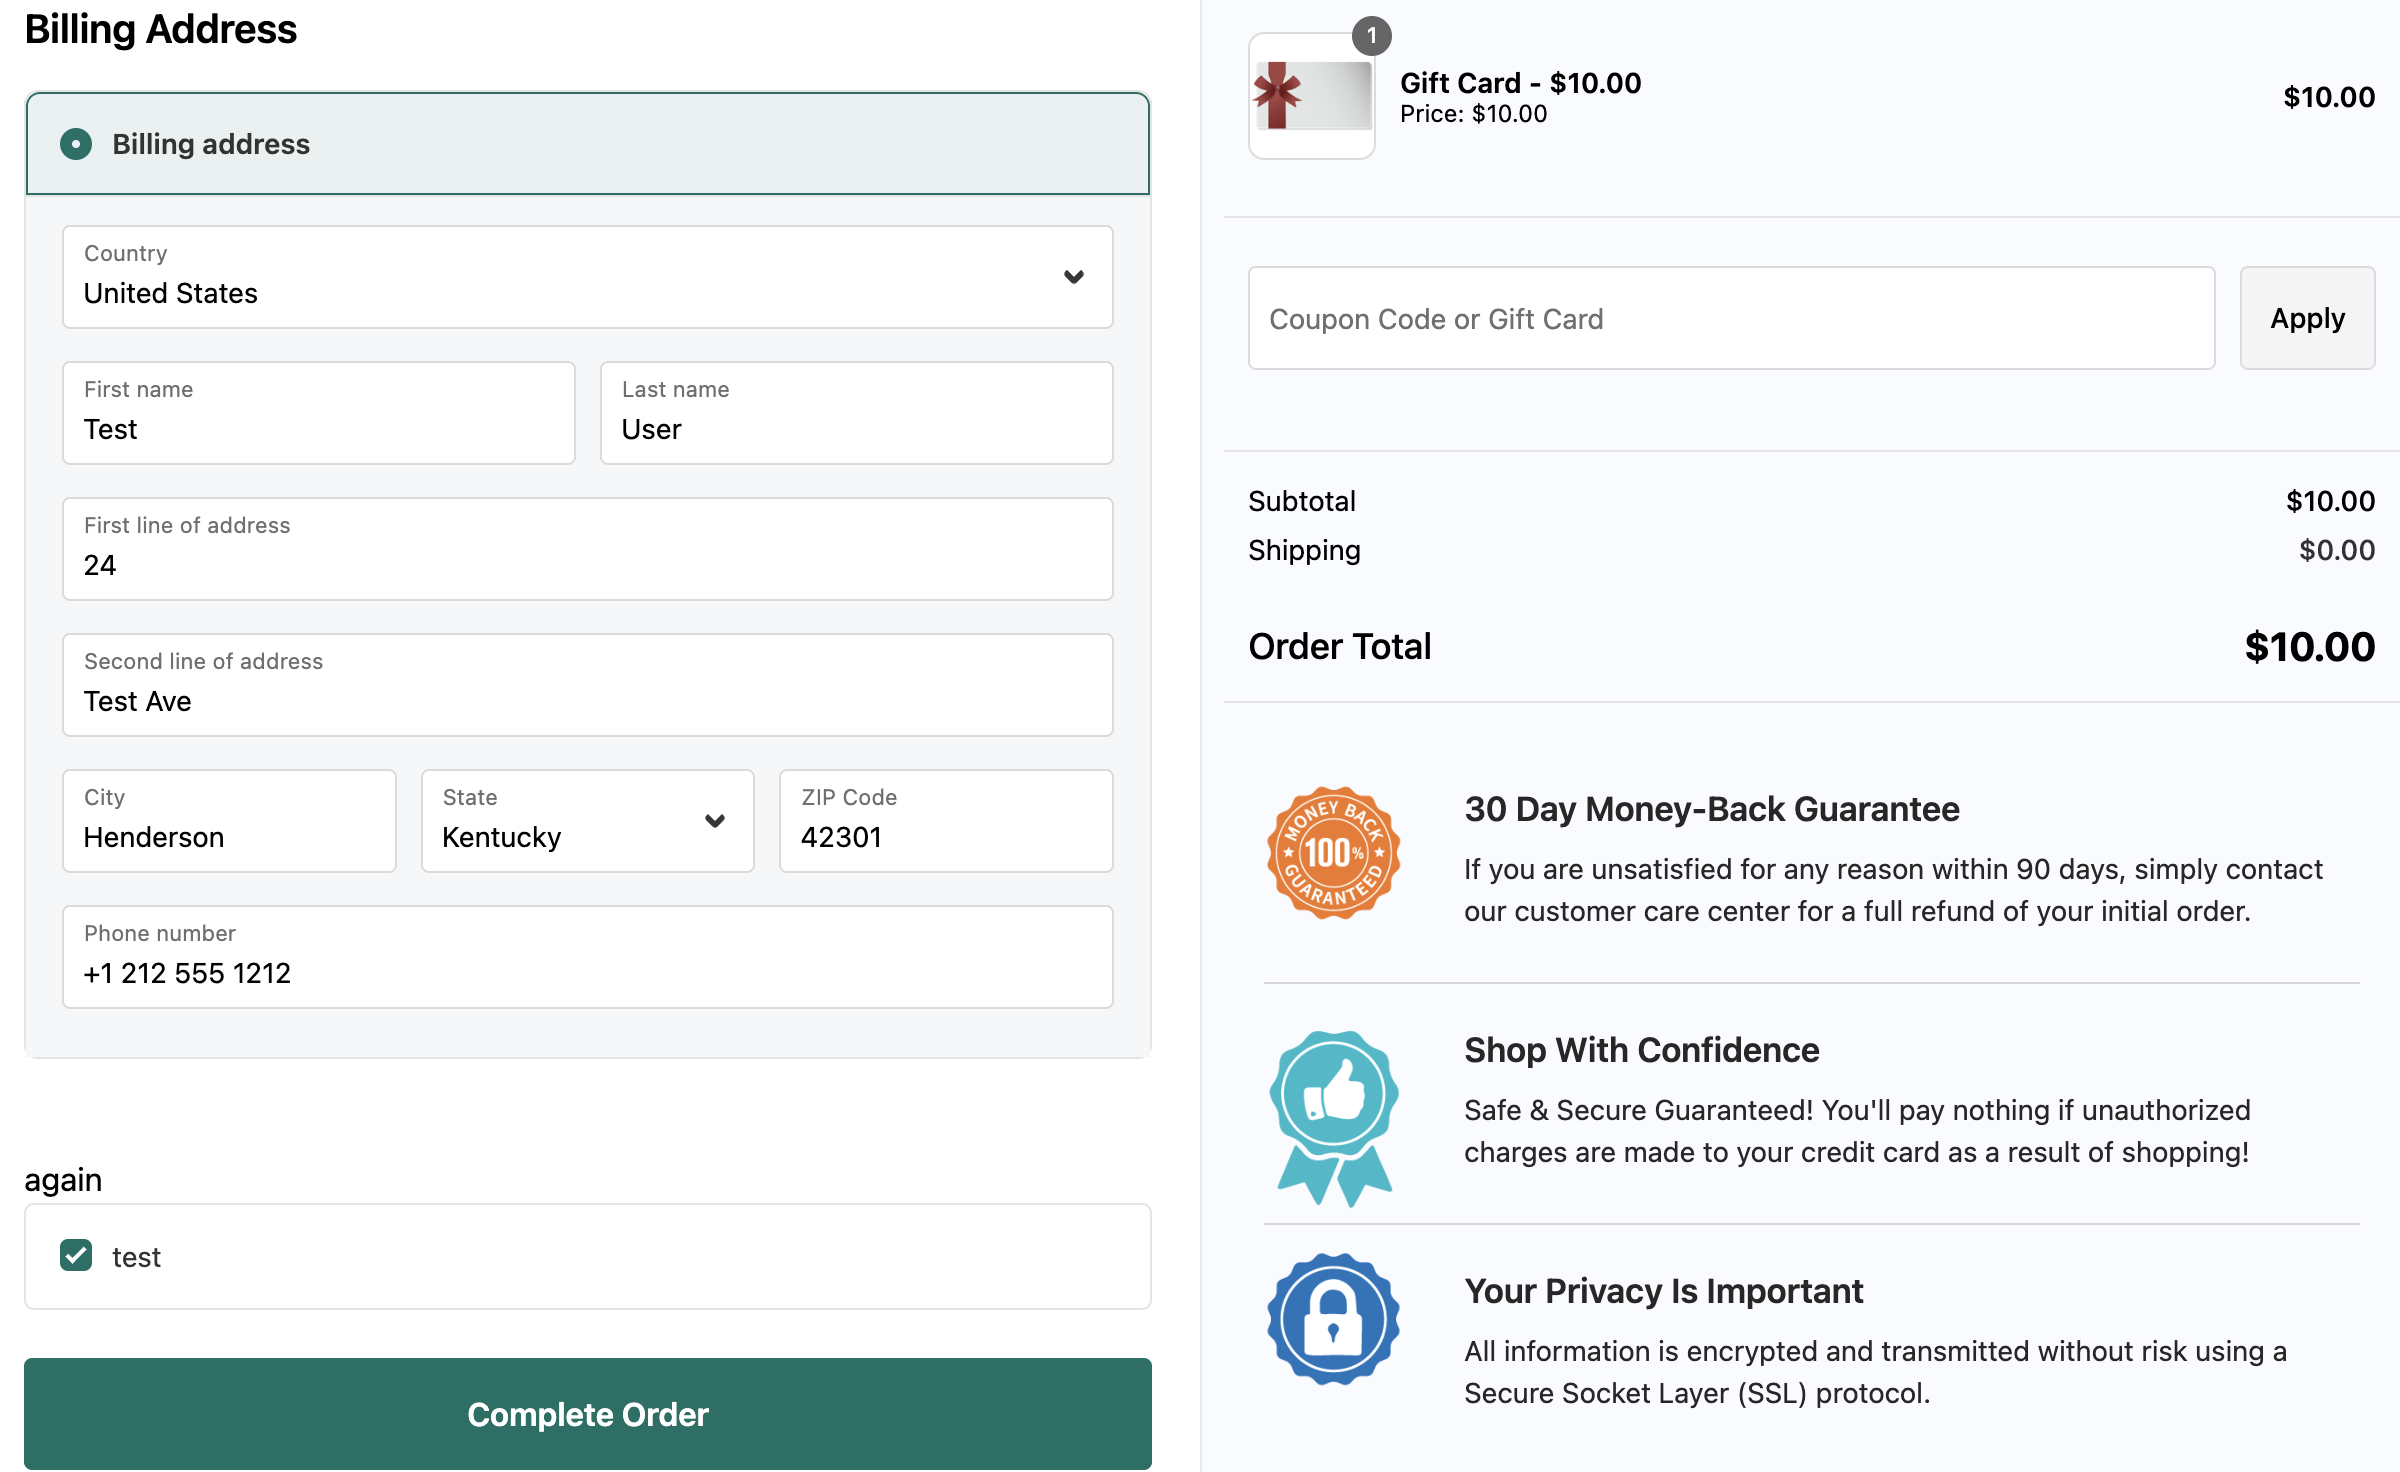 Billing Address
Billing address
Country
United States
First name
Test
Last name
User
First line of address
24
Second line of address
Test Ave
City
Henderson
State
Kentucky
ZIP Code
42301
Phone number
+1 212 555 1212
again
test
Complete Order
1
Gift Card - $10.00
Price: $10.00
$10.00
Coupon Code or Gift Card
Apply
Subtotal
$10.00
Shipping
$0.00
Order Total
$10.00
MONEY BACK
100%
GUARANTEED
30 Day Money-Back Guarantee
If you are unsatisfied for any reason within 90 days, simply contact
our customer care center for a full refund of your initial order.
Shop With Confidence
Safe & Secure Guaranteed! You'll pay nothing if unauthorized
charges are made to your credit card as a result of shopping!
Your Privacy Is Important
All information is encrypted and transmitted without risk using a
Secure Socket Layer (SSL) protocol.